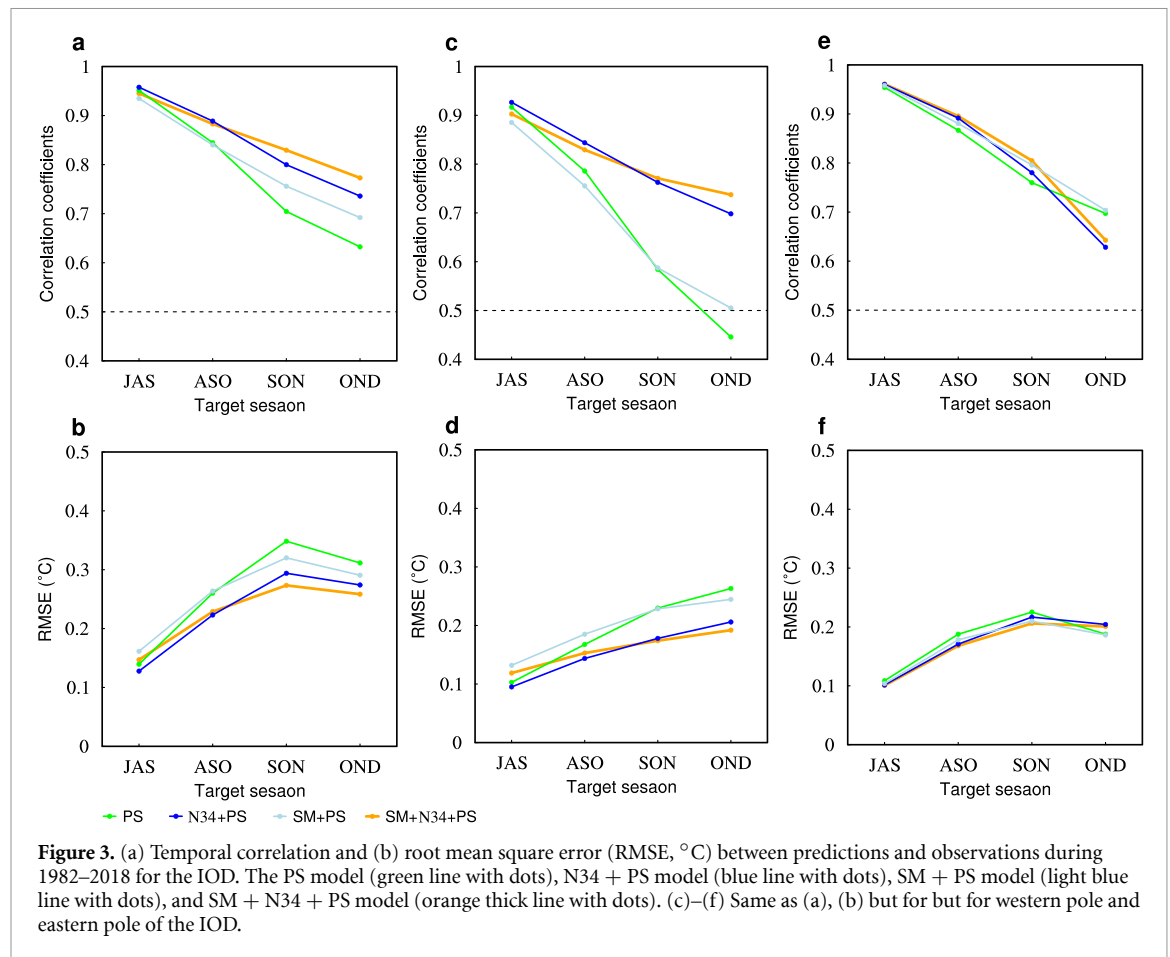 a
1
0.9
0.8
0.7
0.6
0.5
0.4
Correlation coefficients
JAS ASO SON OND
Target sesaon
c
1
0.9
0.8
0.7
0.6
0.5
0.4
Correlation coefficients
JAS ASO SON OND
Target sesaon
e
1
0.9
0.8
0.7
0.6
0.5
0.4
Correlation coefficients
JAS ASO SON OND
Target sesaon
b
0.5
0.4
0.3
0.2
0.1
0
RMSE (°C)
JAS ASO SON OND
Target sesaon
d
0.5
0.4
0.3
0.2
0.1
0
RMSE (°C)
JAS ASO SON OND
Target sesaon
f
0.5
0.4
0.3
0.2
0.1
0
RMSE (°C)
JAS ASO SON OND
Target sesaon
PS N34+PS SM+PS SM+N34+PS
Figure 3. (a) Temporal correlation and (b) root mean square error (RMSE, °C) between predictions and observations during
1982–2018 for the IOD. The PS model (green line with dots), N34 + PS model (blue line with dots), SM + PS model (light blue
line with dots), and SM + N34 + PS model (orange thick line with dots). (c)–(f) Same as (a), (b) but for but for western pole and
eastern pole of the IOD.